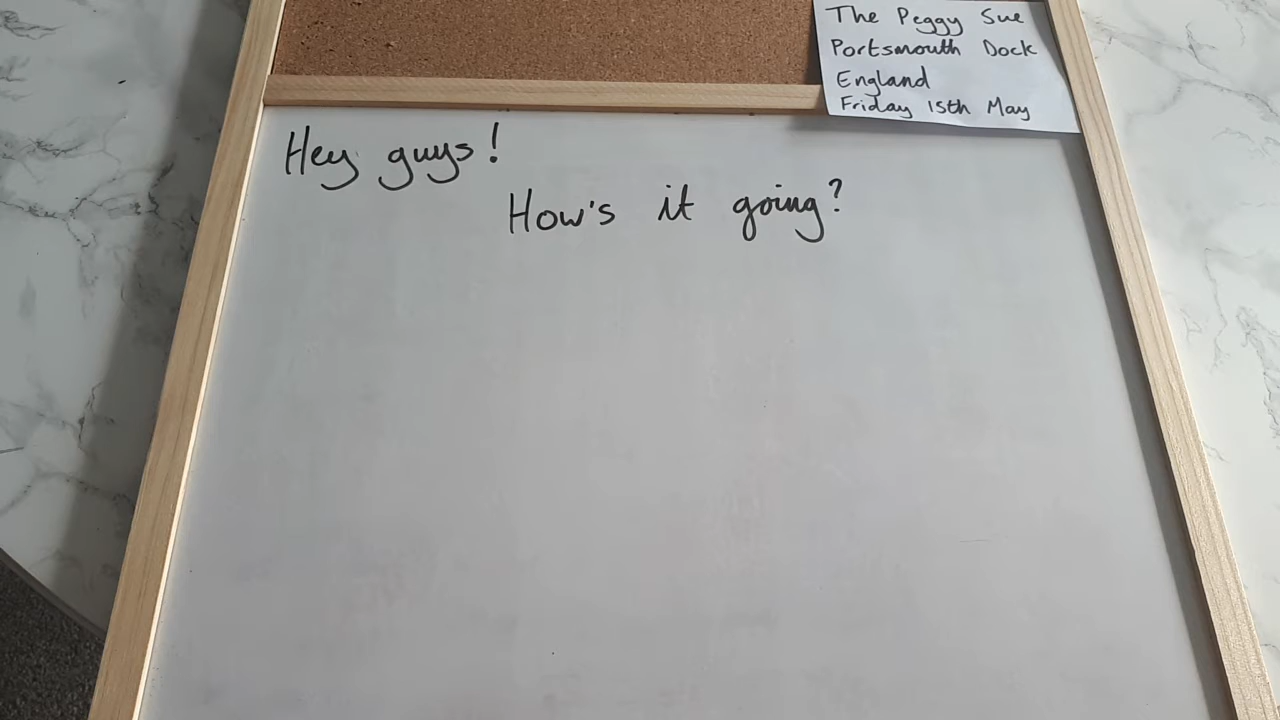 The Peggy Sue
Portsmouth Dock
England
Friday 15th May
Hey guys!
How's it going?